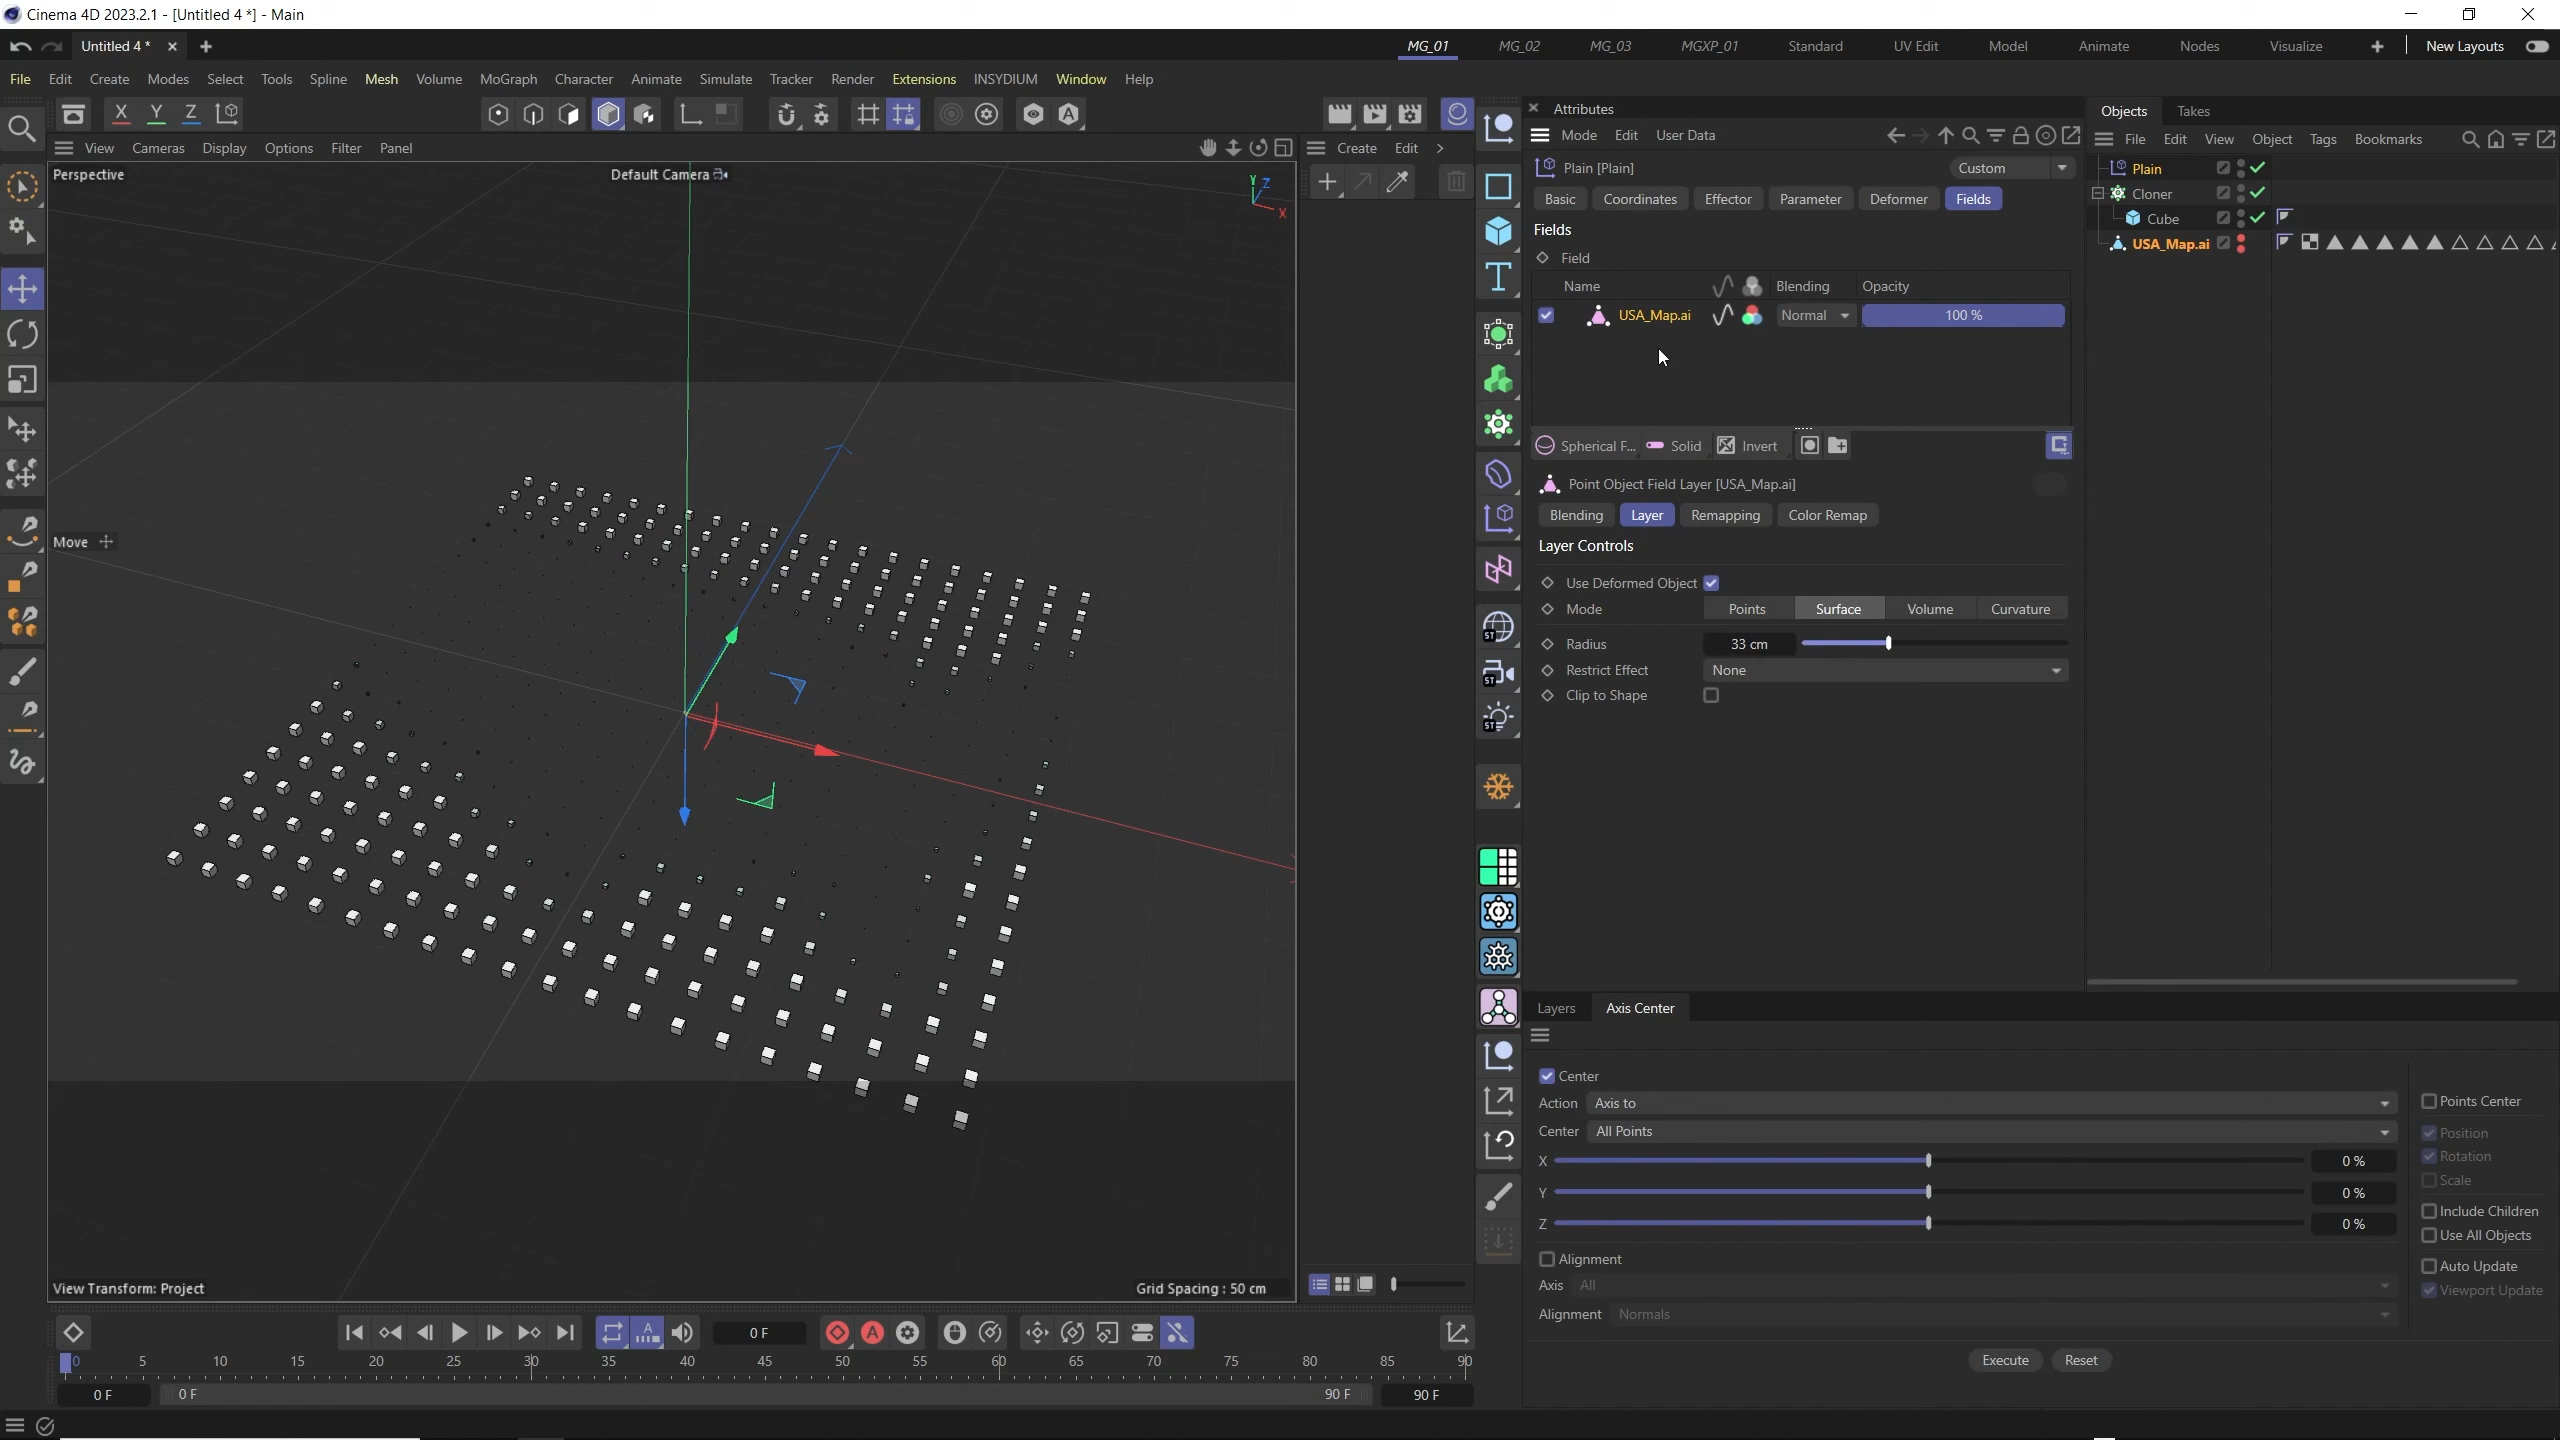 Cinema 4D 2023.2.1 - [Untitled 4 *] - Main
Untitled 4 *
MG_01 MG_02 MG_03 MGXP_01 Standard UV Edit Model Animate Nodes Visualize New Layouts
File Edit Create Modes Select Tools Spline Mesh Volume MoGraph Character Animate Simulate Tracker Render Extensions INSYDIUM Window Help
X Y Z
View Cameras Display Options Filter Panel
Create Edit
Perspective
Default Camera
Y Z X
Move
View Transform: Project
Grid Spacing : 50 cm
Attributes
Mode Edit User Data
Plain [Plain]
Custom
Basic Coordinates Effector Parameter Deformer Fields
Fields
Field
Name Blending Opacity
USA_Map.ai Normal 100 %
Spherical F... Solid Invert
Point Object Field Layer [USA_Map.ai]
Blending Layer Remapping Color Remap
Layer Controls
Use Deformed Object
Mode Points Surface Volume Curvature
Radius 33 cm
Restrict Effect None
Clip to Shape
Objects Takes
File Edit View Object Tags Bookmarks
Plain
Cloner
Cube
USA_Map.ai
T
ST
ST
ST
Layers Axis Center
Center
Action Axis to
Center All Points
X 0 %
Y 0 %
Z 0 %
Alignment
Axis All
Alignment Normals
Points Center
Position
Rotation
Scale
Include Children
Use All Objects
Auto Update
Viewport Update
Execute Reset
0 F
0 5 10 15 20 25 30 35 40 45 50 55 60 65 70 75 80 85 90
0 F 0 F 90 F 90 F